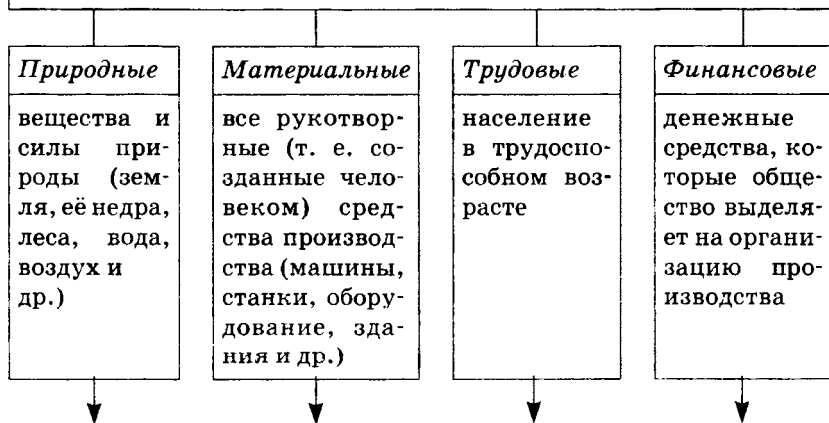 Природные
вещества и
силы при-
роды (зем-
ля, её недра,
леса, вода,
воздух и
др.)
Материальные
все рукотвор-
ные (т. е. со-
зданные чело-
веком) сред-
ства производ-
ства (машины,
станки, обору-
дование, зда-
ния и др.)
Трудовые
население
в трудоспо-
собном воз-
расте
Финансовые
денежные
средства, ко-
торые обще-
ство выделя-
ет на органи-
зацию про-
изводства